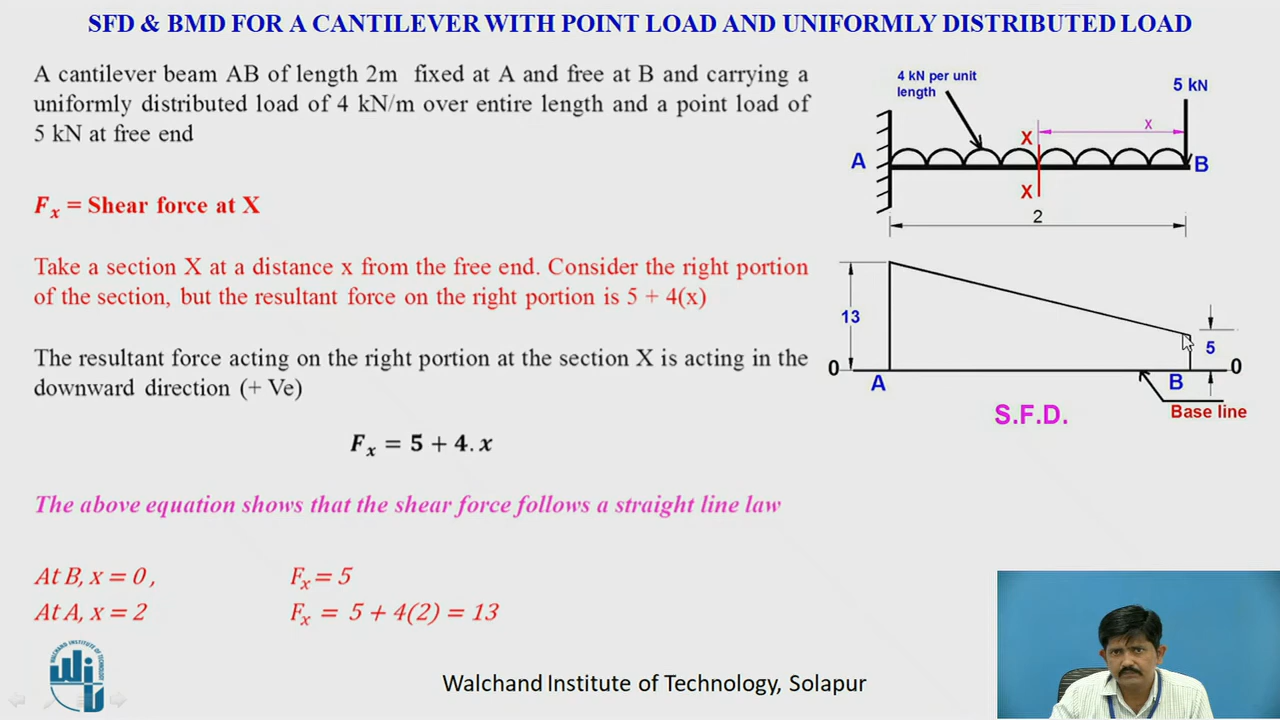 SFD & BMD FOR A CANTILEVER WITH POINT LOAD AND UNIFORMLY DISTRIBUTED LOAD
A cantilever beam AB of length 2m fixed at A and free at B and carrying a
uniformly distributed load of 4 kN/m over entire length and a point load of
5 kN at free end
Fx = Shear force at X
Take a section X at a distance x from the free end. Consider the right portion
of the section, but the resultant force on the right portion is 5 + 4(x)
The resultant force acting on the right portion at the section X is acting in the
downward direction (+ Ve)
Fx = 5 + 4. x
The above equation shows that the shear force follows a straight line law
At B, x = 0 , Fx = 5
At A, x = 2 Fx = 5 + 4(2) = 13
4 kN per unit
length
5 kN
X
x
A
B
X
2
13
5
0
0
A
B
Base line
S.F.D.
WALCHAND INSTITUTE OF TECHNOLOGY
WIT
Walchand Institute of Technology, Solapur